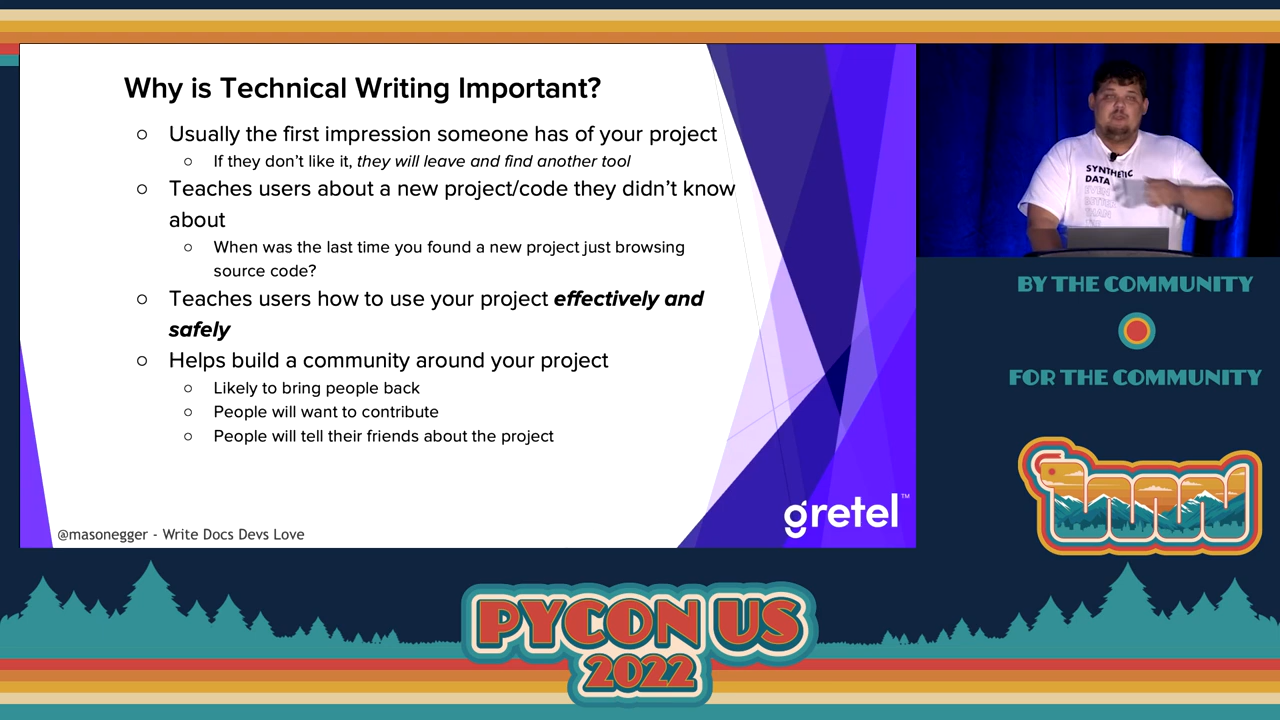 Why is Technical Writing Important?
○ Usually the first impression someone has of your project
○ If they don't like it, they will leave and find another tool
○ Teaches users about a new project/code they didn't know
about
○ When was the last time you found a new project just browsing
source code?
○ Teaches users how to use your project effectively and
safely
○ Helps build a community around your project
○ Likely to bring people back
○ People will want to contribute
○ People will tell their friends about the project
@masonegger - Write Docs Devs Love
gretel™
SYNTHETIC
DATA
BY THE COMMUNITY
FOR THE COMMUNITY
PYCON US
2022